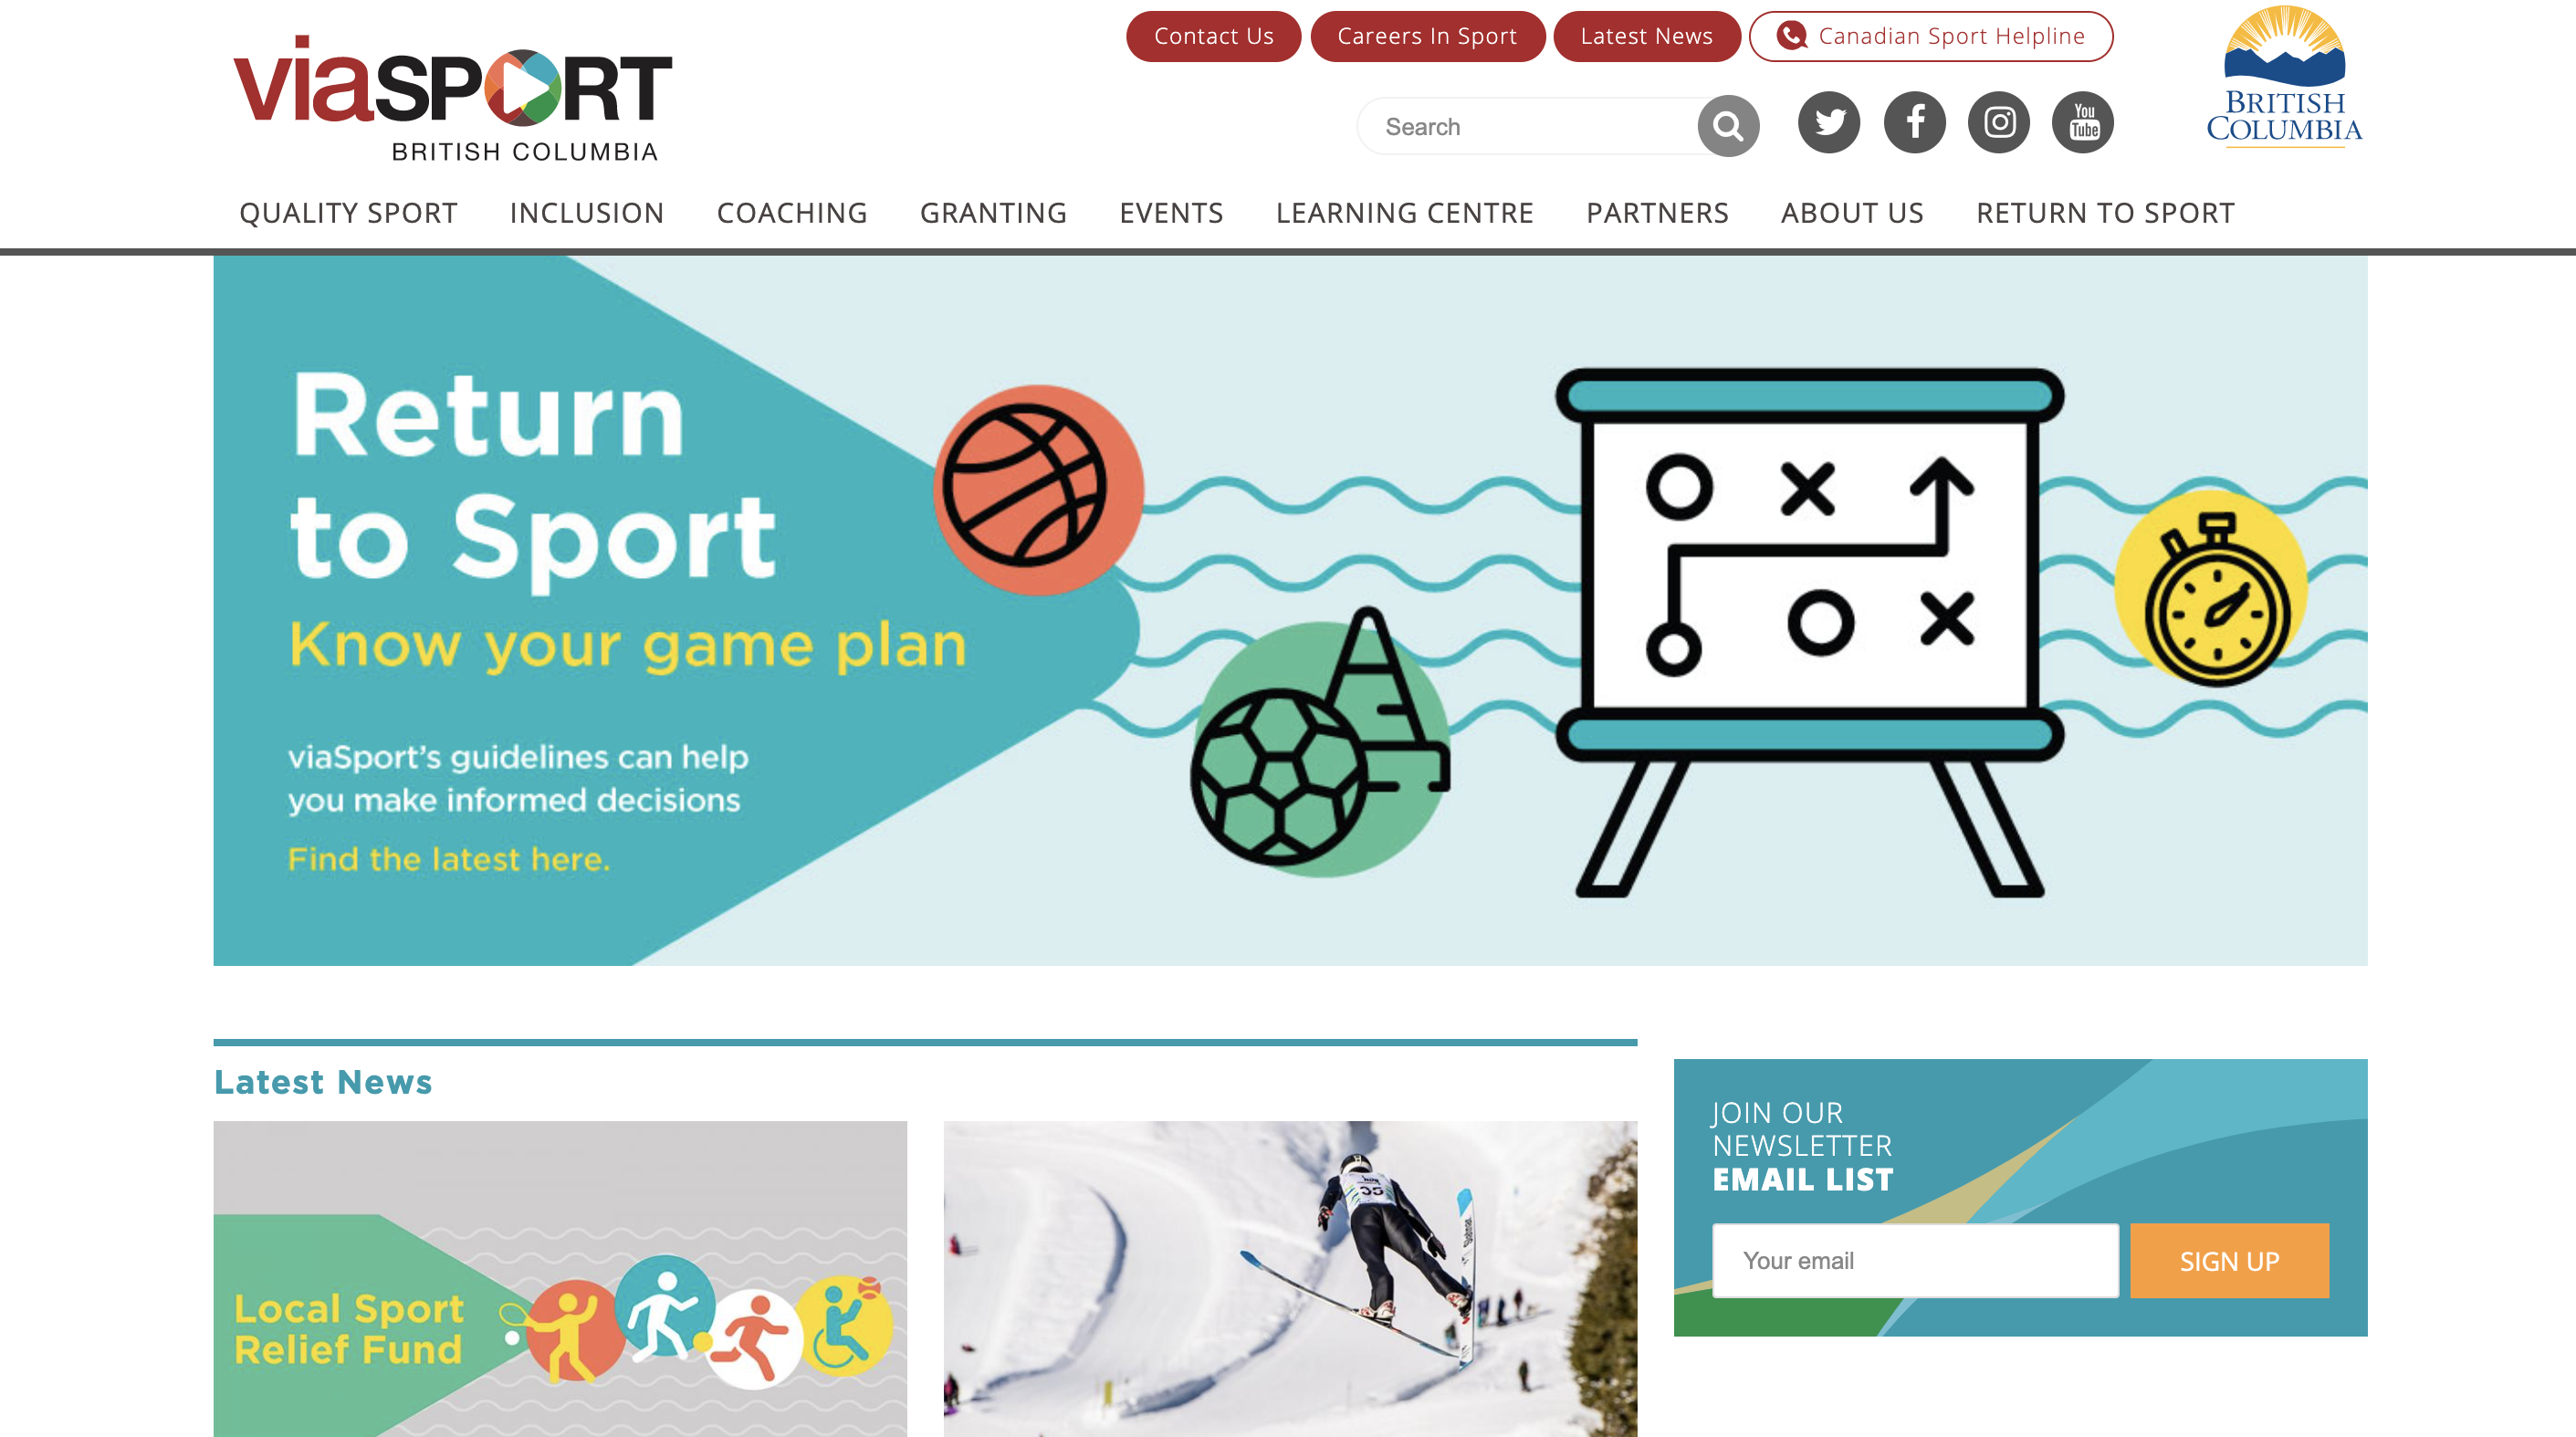 viaSPORT
BRITISH COLUMBIA
Contact Us
Careers In Sport
Latest News
Canadian Sport Helpline
Search
You
Tube
BRITISH
COLUMBIA
QUALITY SPORT
INCLUSION
COACHING
GRANTING
EVENTS
LEARNING CENTRE
PARTNERS
ABOUT US
RETURN TO SPORT
Return
to Sport
Know your game plan
viaSport's guidelines can help
you make informed decisions
Find the latest here.
Latest News
Local Sport
Relief Fund
35
JOIN OUR
NEWSLETTER
EMAIL LIST
Your email
SIGN UP